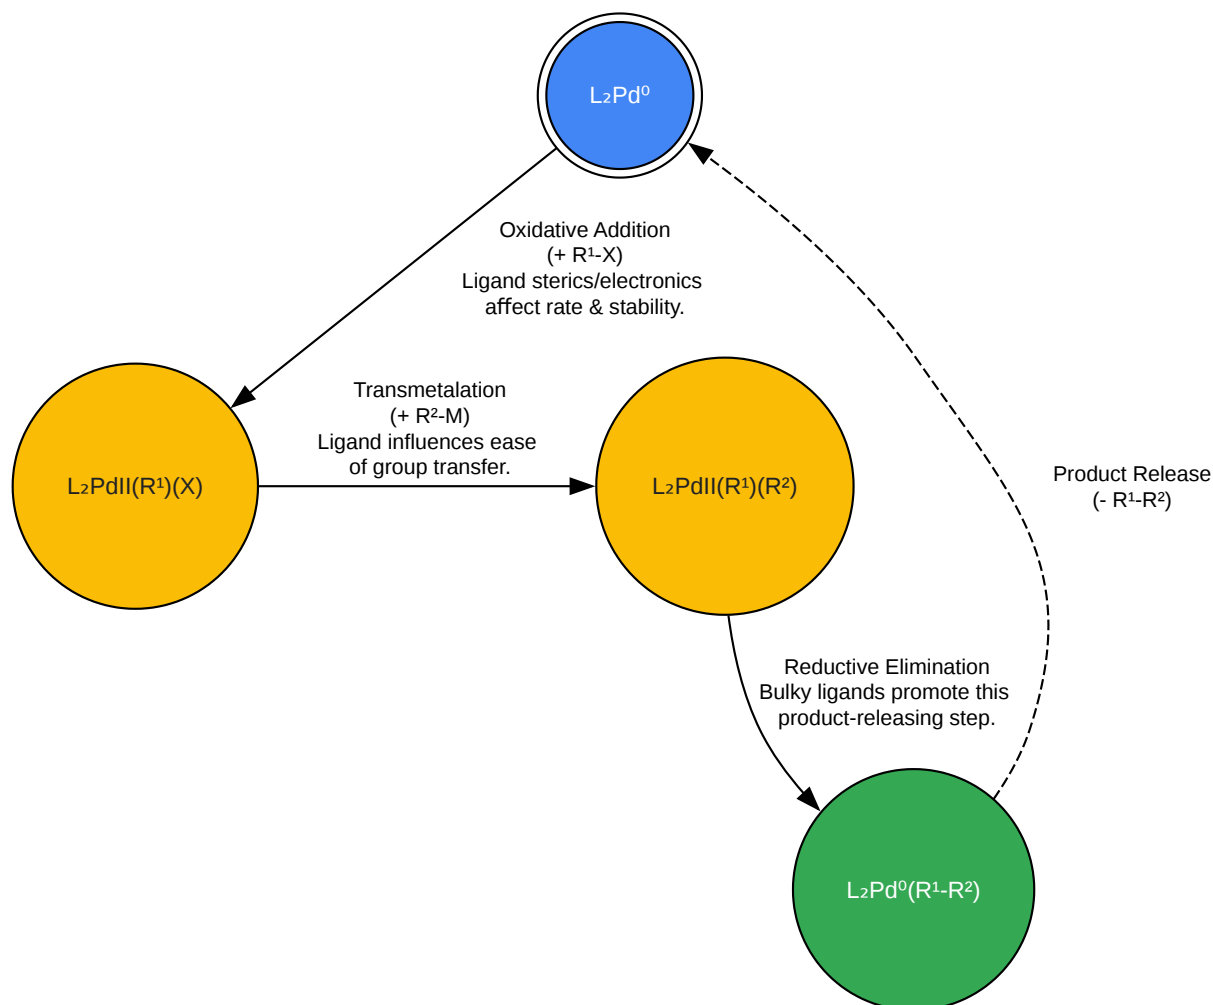 L₂Pd⁰
Oxidative Addition
(+ R¹-X)
Ligand sterics/electronics
affect rate & stability.
Transmetalation
(+ R²-M)
Ligand influences ease
of group transfer.
L₂PdII(R¹)(X)
L₂PdII(R¹)(R²)
Product Release
(- R¹-R²)
Reductive Elimination
Bulky ligands promote this
product-releasing step.
L₂Pd⁰(R¹-R²)